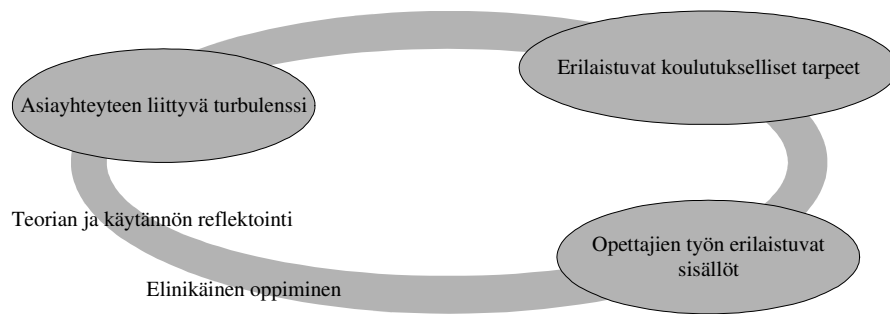 Erilaistuvat koulutukselliset tarpeet
Asiayhteyteen liittyvä turbulenssi
Teorian ja käytännön reflektointi
Opettajien työn erilaistuvat
sisällöt
Elinikäinen oppiminen